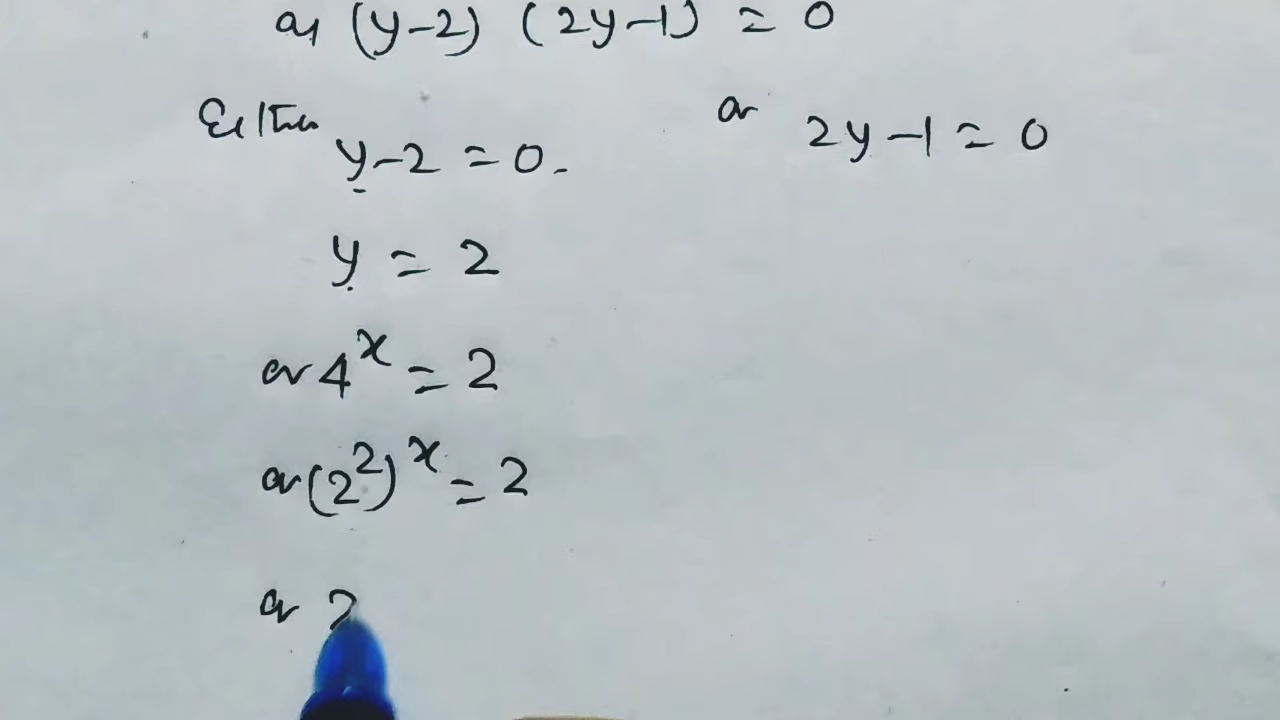 or (y-2) (2y-1) = 0
Either y-2 = 0. or 2y-1 = 0
y = 2
or 4^x = 2
or (2^2)^x = 2
or 2